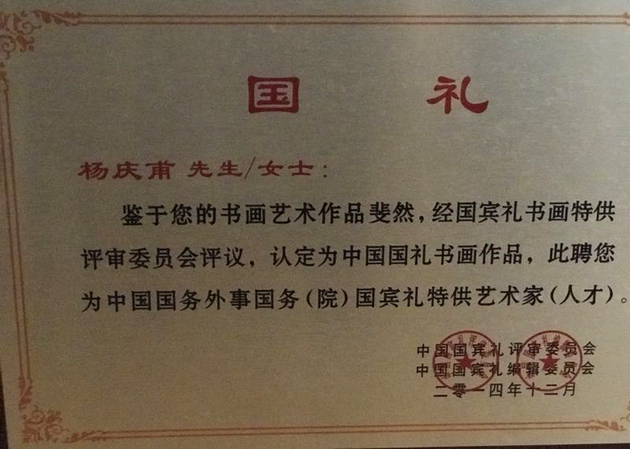 国礼
杨庆甫 先生/女士：
鉴于您的书画艺术作品斐然，经国宾礼书画特供
评审委员会评议，认定为中国国礼书画作品，此聘您
为中国国务外事国务（院）国宾礼特供艺术家（人才）。
中国国宾礼评审委员会
中国国宾礼编辑委员会
二零一四年十二月